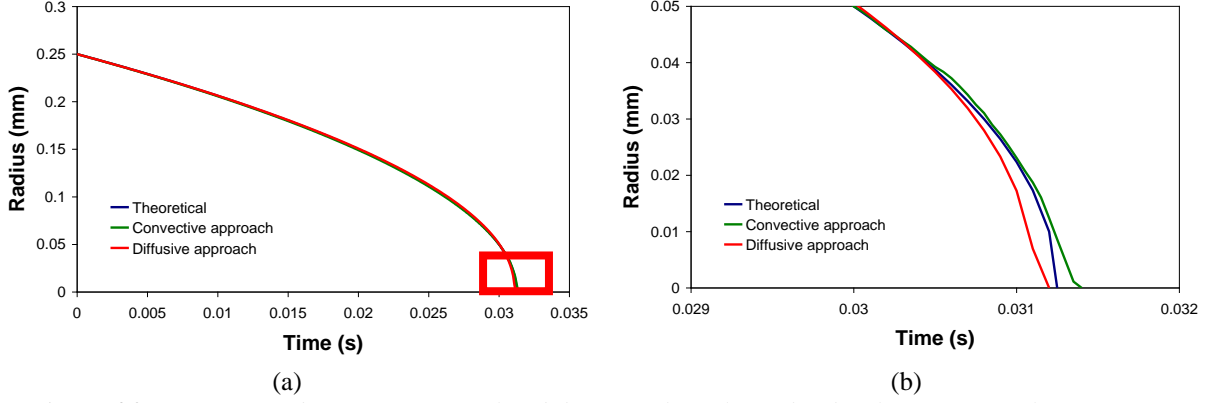 0.3
0.25
0.2
0.15
0.1
0.05
0
Radius (mm)
Theoretical
Convective approach
Diffusive approach
0 0.005 0.01 0.015 0.02 0.025 0.03 0.035
Time (s)
(a)
0.05
0.04
0.03
0.02
0.01
0
Radius (mm)
Theoretical
Convective approach
Diffusive approach
0.029 0.03 0.031 0.032
Time (s)
(b)